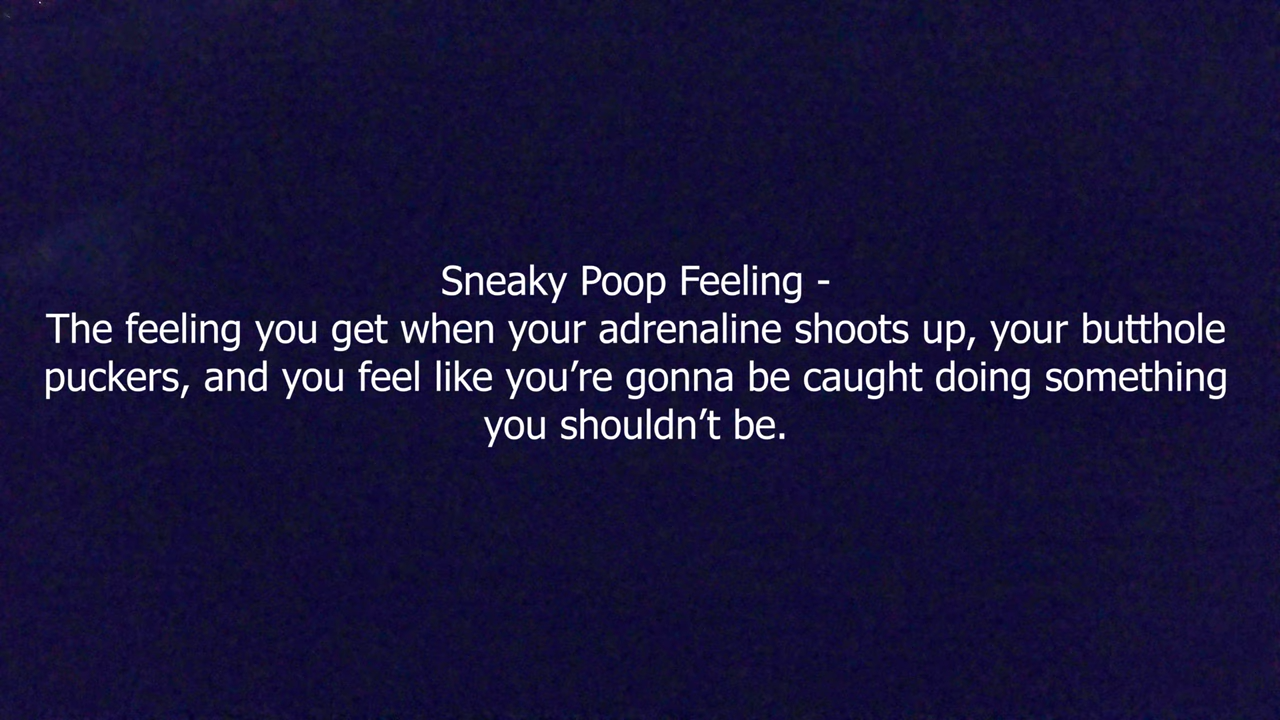 Sneaky Poop Feeling -
The feeling you get when your adrenaline shoots up, your butthole
puckers, and you feel like you’re gonna be caught doing something
you shouldn’t be.